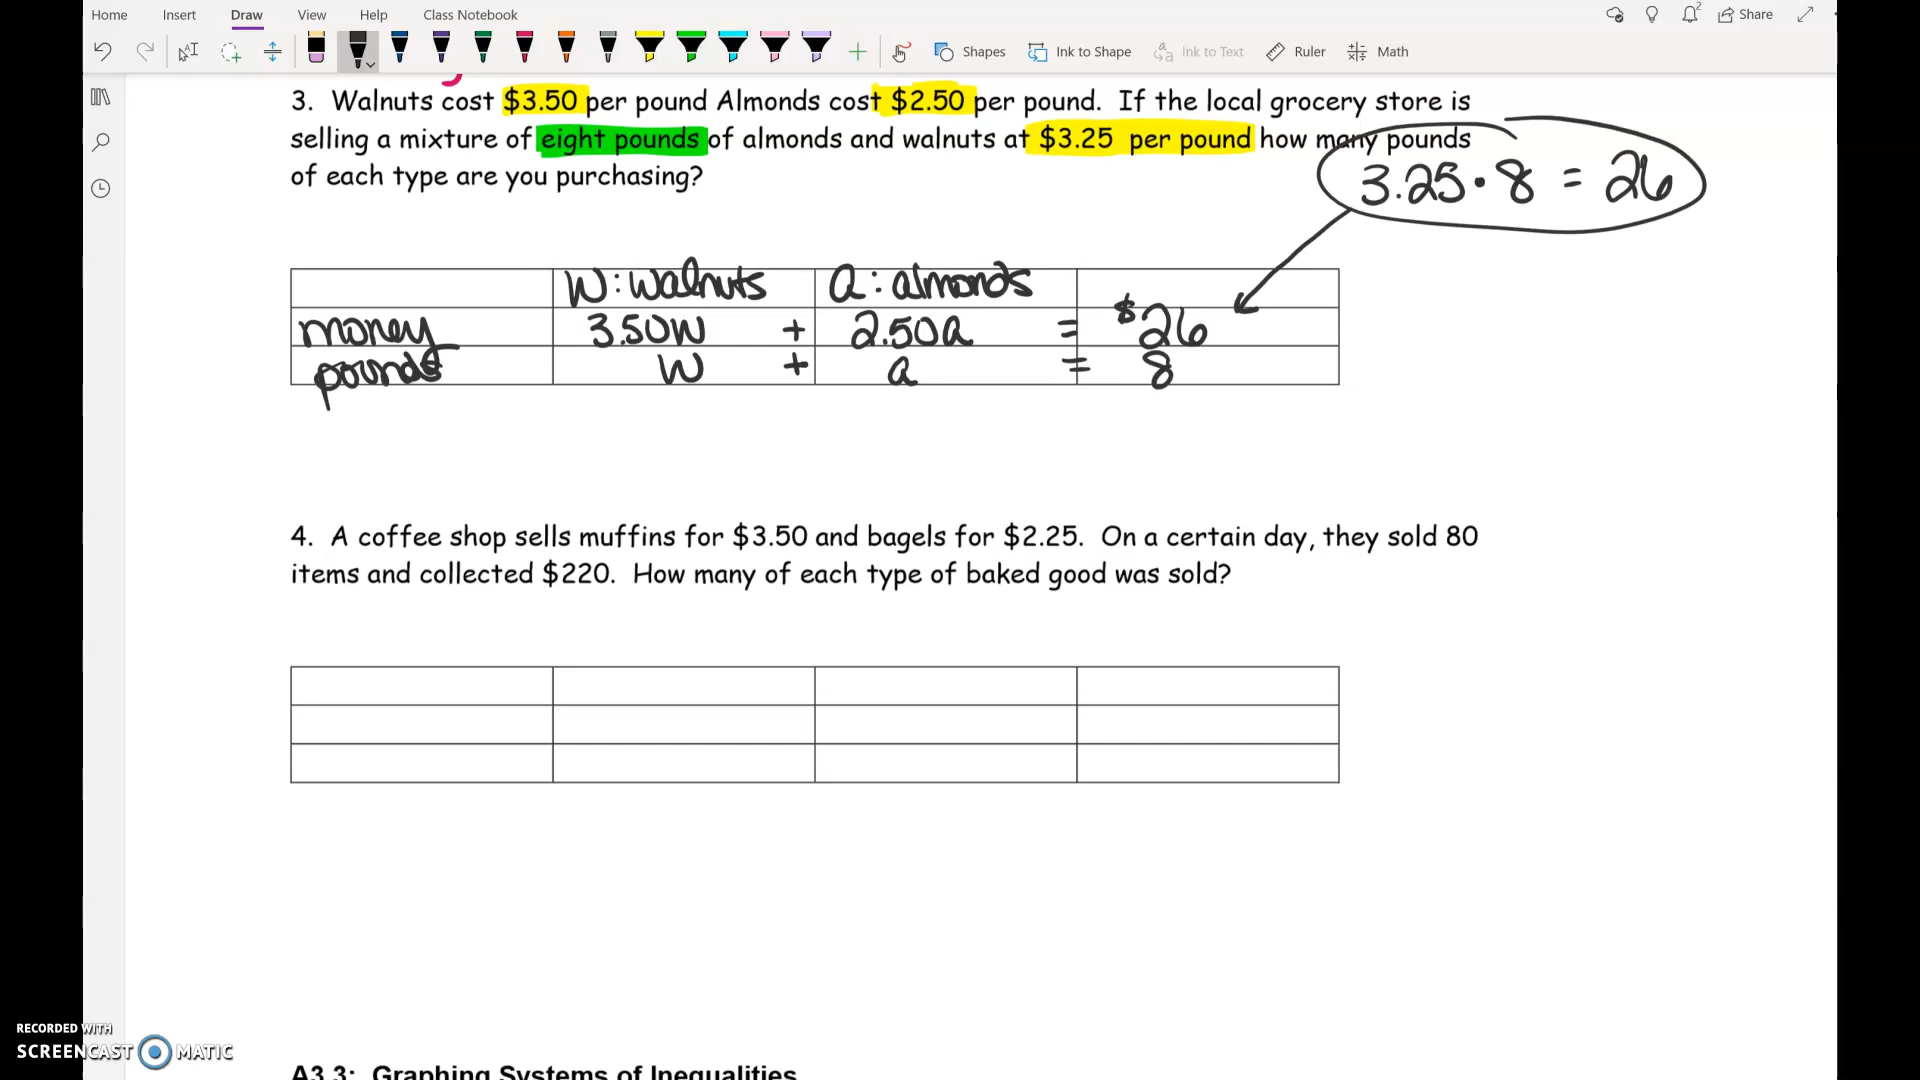 Home Insert Draw View Help Class Notebook 2 Share
Shapes Ink to Shape Ink to Text Ruler Math
3. Walnuts cost $3.50 per pound Almonds cost $2.50 per pound. If the local grocery store is
selling a mixture of eight pounds of almonds and walnuts at $3.25 per pound how many pounds
of each type are you purchasing?
3.25 • 8 = 26
W : walnuts a : almonds
money 3.50W + 2.50a = $26
pounds W + a = 8
4. A coffee shop sells muffins for $3.50 and bagels for $2.25. On a certain day, they sold 80
items and collected $220. How many of each type of baked good was sold?
RECORDED WITH
SCREENCAST MATIC
A3.3: Graphing Systems of Inequalities